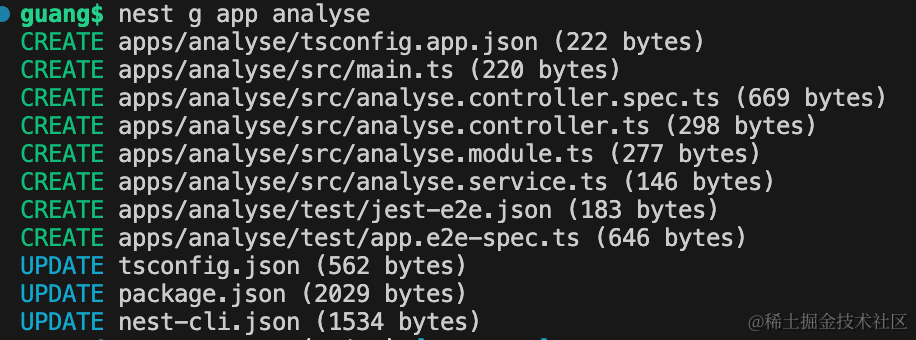 guang$ nest g app analyse
CREATE apps/analyse/tsconfig.app.json (222 bytes)
CREATE apps/analyse/src/main.ts (220 bytes)
CREATE apps/analyse/src/analyse.controller.spec.ts (669 bytes)
CREATE apps/analyse/src/analyse.controller.ts (298 bytes)
CREATE apps/analyse/src/analyse.module.ts (277 bytes)
CREATE apps/analyse/src/analyse.service.ts (146 bytes)
CREATE apps/analyse/test/jest-e2e.json (183 bytes)
CREATE apps/analyse/test/app.e2e-spec.ts (646 bytes)
UPDATE tsconfig.json (562 bytes)
UPDATE package.json (2029 bytes)
UPDATE nest-cli.json (1534 bytes)
@稀土掘金技术社区